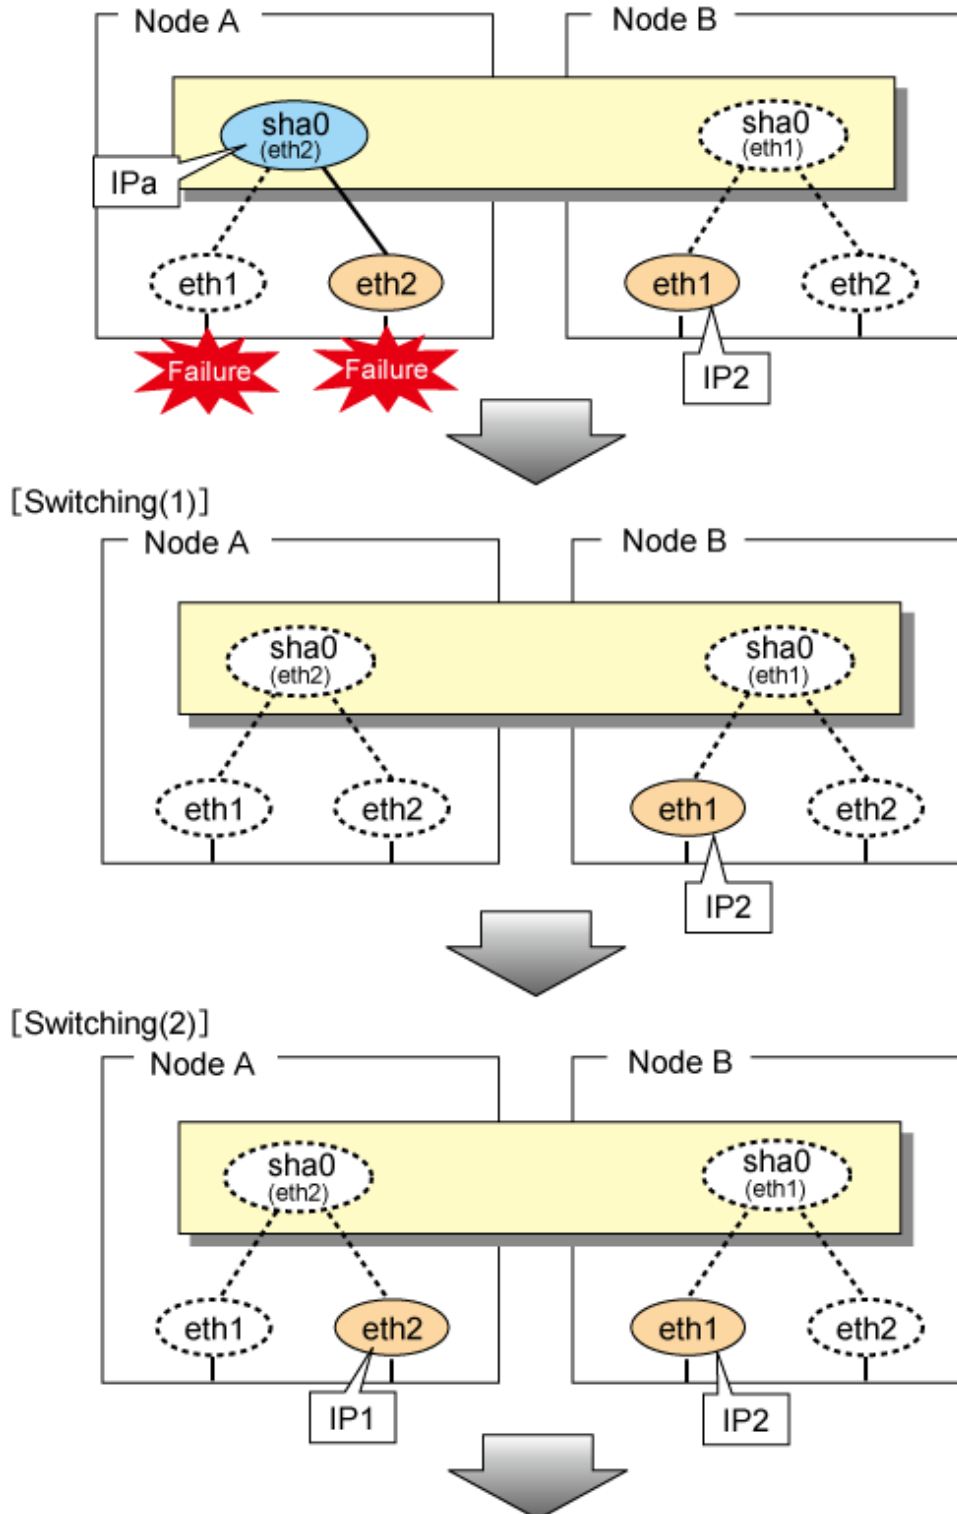 Node A
Node B
sha0
(eth2)
sha0
(eth1)
IPa
eth1
eth2
eth1
eth2
Failure
Failure
IP2
[Switching(1)]
Node A
Node B
sha0
(eth2)
sha0
(eth1)
eth1
eth2
eth1
eth2
IP2
[Switching(2)]
Node A
Node B
sha0
(eth2)
sha0
(eth1)
eth1
eth2
eth1
eth2
IP1
IP2